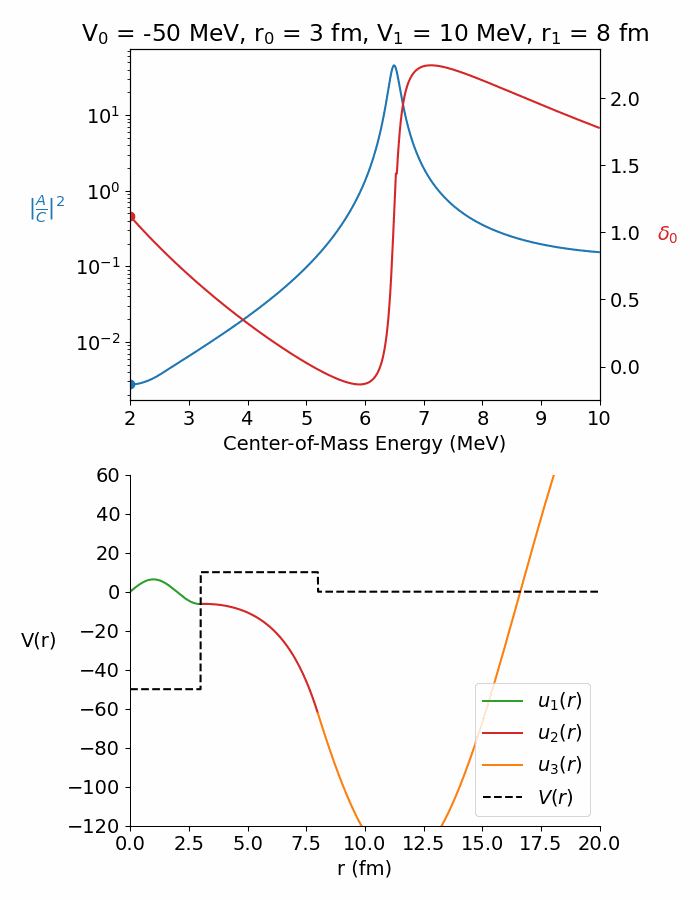 V₀ = -50 MeV, r₀ = 3 fm, V₁ = 10 MeV, r₁ = 8 fm
|A/C|²
10¹
10⁰
10⁻¹
10⁻²
2.0
1.5
1.0
0.5
0.0
δ₀
2 3 4 5 6 7 8 9 10
Center-of-Mass Energy (MeV)
V(r)
60
40
20
0
−20
−40
−60
−80
−100
−120
u₁(r)
u₂(r)
u₃(r)
V(r)
0.0 2.5 5.0 7.5 10.0 12.5 15.0 17.5 20.0
r (fm)